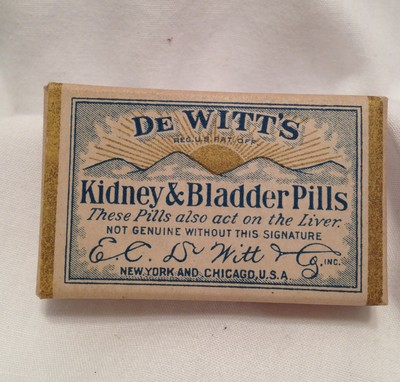 DE WITT'S
REG. U.S. PAT. OFF.
Kidney & Bladder Pills
These Pills also act on the Liver.
NOT GENUINE WITHOUT THIS SIGNATURE
E. C. De Witt & Co. INC.
NEW YORK AND CHICAGO, U.S.A.